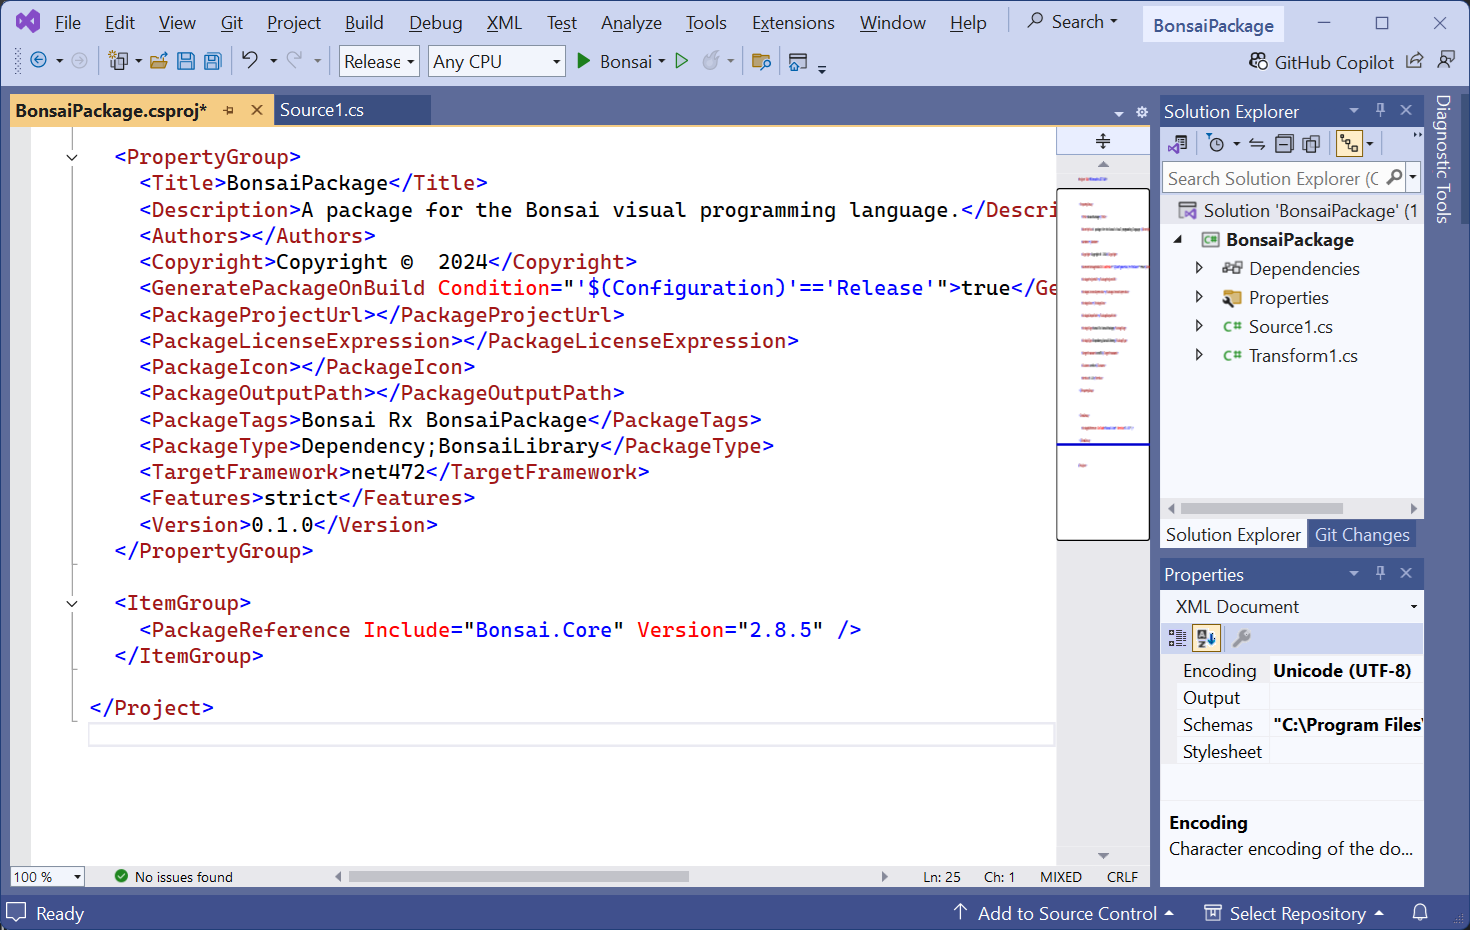 File Edit View Git Project Build Debug XML Test Analyze Tools Extensions Window Help Search BonsaiPackage
Release Any CPU Bonsai GitHub Copilot
BonsaiPackage.csproj* Source1.cs
<PropertyGroup>
<Title>BonsaiPackage</Title>
<Description>A package for the Bonsai visual programming language.</Descri
<Authors></Authors>
<Copyright>Copyright © 2024</Copyright>
<GeneratePackageOnBuild Condition="'$(Configuration)'=='Release'">true</Ge
<PackageProjectUrl></PackageProjectUrl>
<PackageLicenseExpression></PackageLicenseExpression>
<PackageIcon></PackageIcon>
<PackageOutputPath></PackageOutputPath>
<PackageTags>Bonsai Rx BonsaiPackage</PackageTags>
<PackageType>Dependency;BonsaiLibrary</PackageType>
<TargetFramework>net472</TargetFramework>
<Features>strict</Features>
<Version>0.1.0</Version>
</PropertyGroup>
<ItemGroup>
<PackageReference Include="Bonsai.Core" Version="2.8.5" />
</ItemGroup>
</Project>
100 % No issues found Ln: 25 Ch: 1 MIXED CRLF
Solution Explorer
Search Solution Explorer (C
Solution 'BonsaiPackage' (1
BonsaiPackage
Dependencies
Properties
C# Source1.cs
C# Transform1.cs
Solution Explorer Git Changes
Properties
XML Document
Encoding Unicode (UTF-8)
Output
Schemas "C:\Program Files\
Stylesheet
Encoding
Character encoding of the do...
Diagnostic Tools
Ready Add to Source Control Select Repository